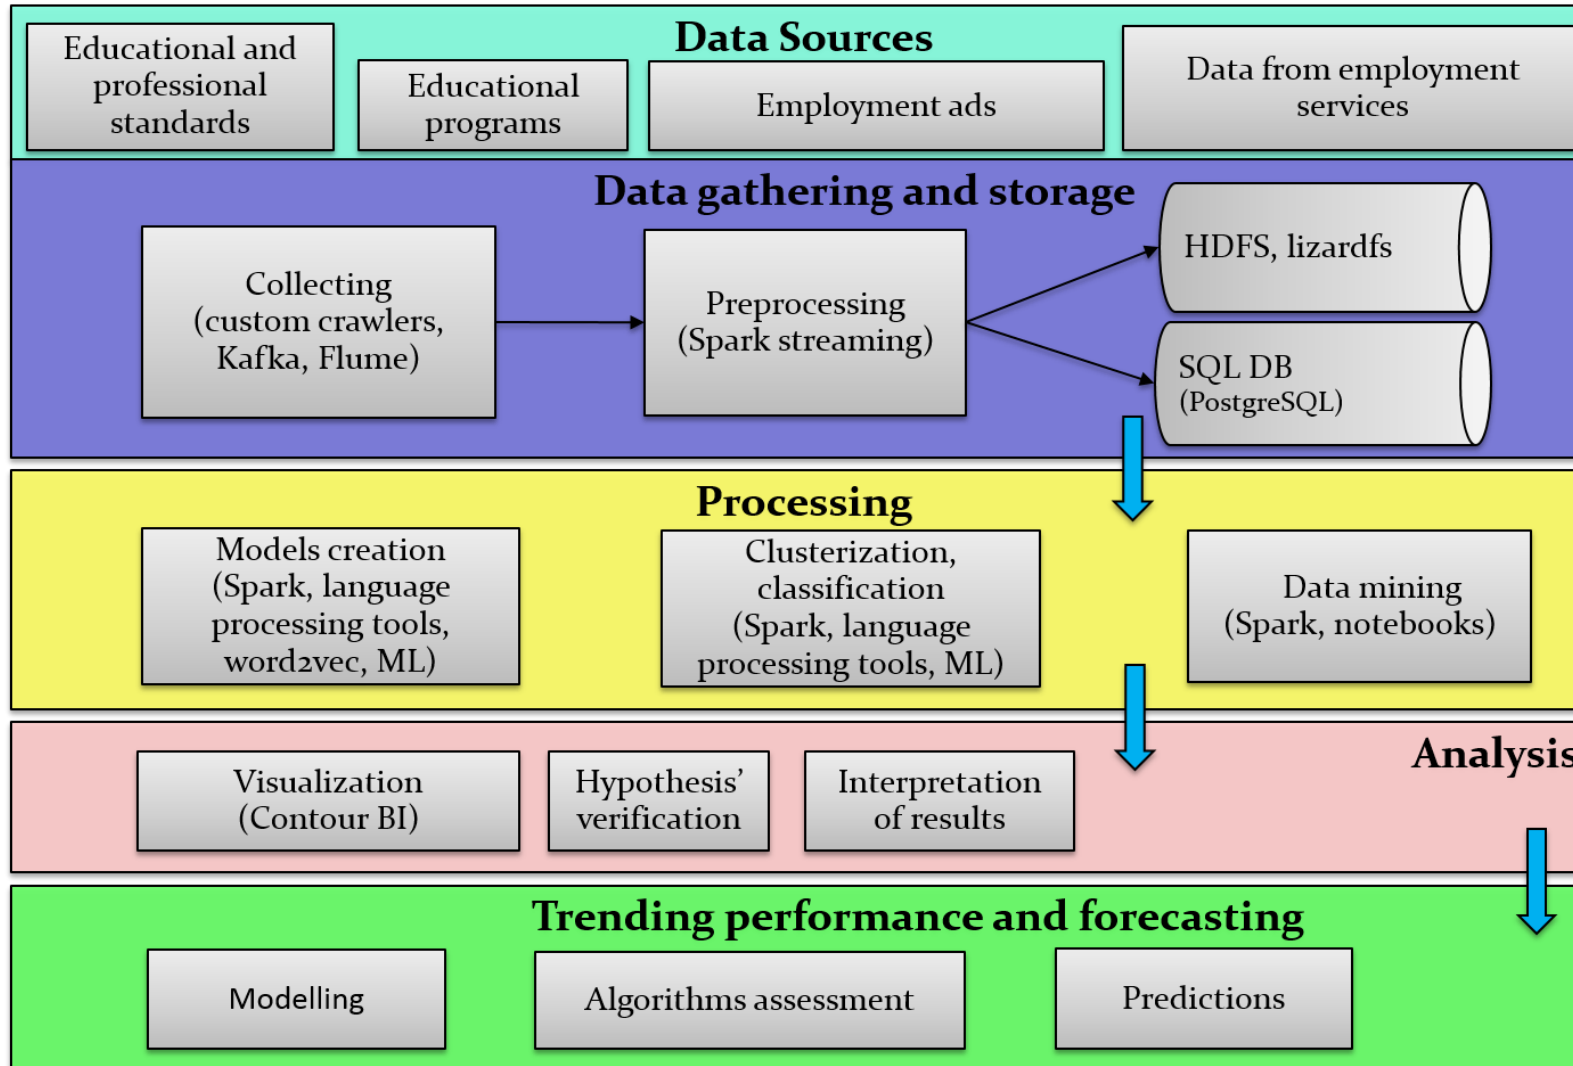 Data Sources
Educational and
professional
standards
Educational
programs
Employment ads
Data from employment
services
Data gathering and storage
Collecting
(custom crawlers,
Kafka, Flume)
Preprocessing
(Spark streaming)
HDFS, lizardfs
SQL DB
(PostgreSQL)
Processing
Models creation
(Spark, language
processing tools,
word2vec, ML)
Clusterization,
classification
(Spark, language
processing tools, ML)
Data mining
(Spark, notebooks)
Analysis
Visualization
(Contour BI)
Hypothesis'
verification
Interpretation
of results
Trending performance and forecasting
Modelling
Algorithms assessment
Predictions